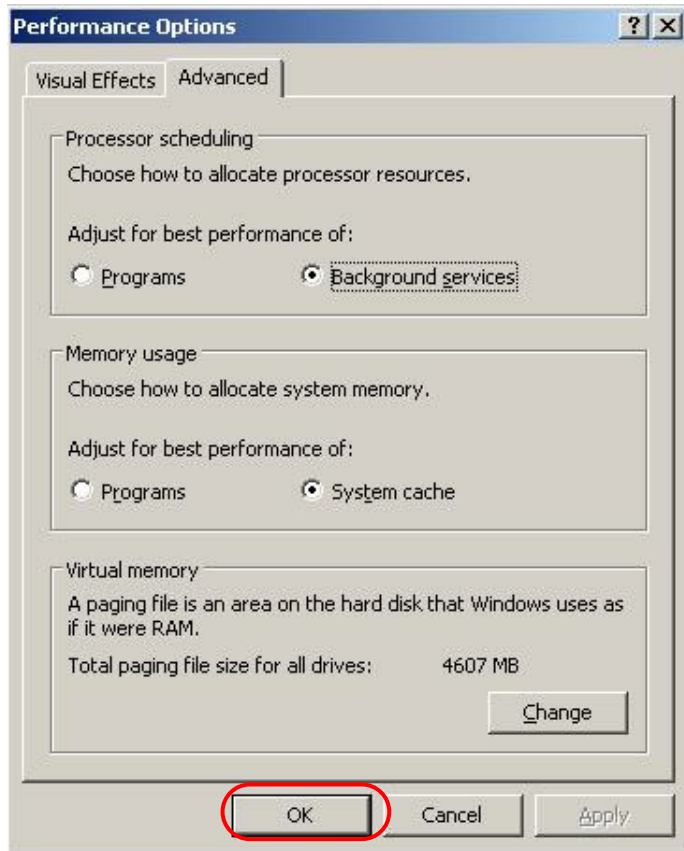 Performance Options
Visual Effects Advanced
Processor scheduling
Choose how to allocate processor resources.
Adjust for best performance of:
Programs Background services
Memory usage
Choose how to allocate system memory.
Adjust for best performance of:
Programs System cache
Virtual memory
A paging file is an area on the hard disk that Windows uses as
if it were RAM.
Total paging file size for all drives: 4607 MB
Change
OK Cancel Apply